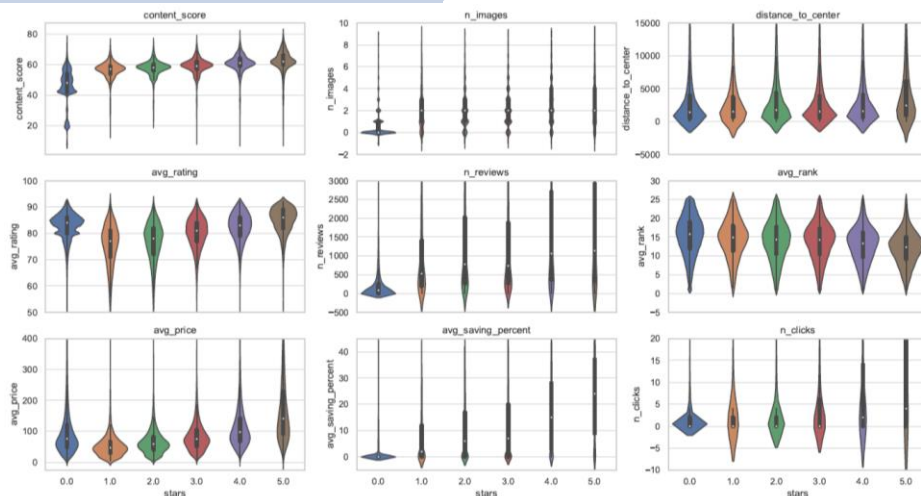 content_score
80
60
40
20
content_score
n_images
10
8
6
4
2
0
−2
n_images
distance_to_center
15000
10000
5000
0
−5000
distance_to_center
avg_rating
100
90
80
70
60
50
avg_rating
n_reviews
3000
2500
2000
1500
1000
500
0
−500
n_reviews
avg_rank
30
25
20
15
10
5
0
−5
avg_rank
avg_price
400
300
200
100
0
avg_price
0.0 1.0 2.0 3.0 4.0 5.0
stars
avg_saving_percent
40
30
20
10
0
avg_saving_percent
0.0 1.0 2.0 3.0 4.0 5.0
stars
n_clicks
20
15
10
5
0
−5
−10
n_clicks
0.0 1.0 2.0 3.0 4.0 5.0
stars